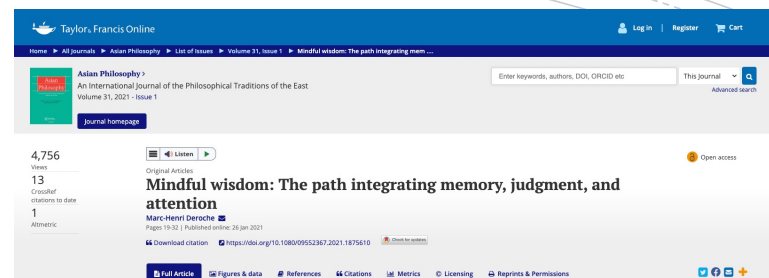 Taylor & Francis Online
Log in | Register Cart
Home ▶ All Journals ▶ Asian Philosophy ▶ List of Issues ▶ Volume 31, Issue 1 ▶ Mindful wisdom: The path integrating mem ....
Asian Philosophy
Asian Philosophy >
An International Journal of the Philosophical Traditions of the East
Volume 31, 2021 - Issue 1
Enter keywords, authors, DOI, ORCID etc
This Journal
Advanced search
Journal homepage
4,756
Views
13
CrossRef
citations to date
1
Altmetric
Listen
Open access
Original Articles
Mindful wisdom: The path integrating memory, judgment, and
attention
Marc-Henri Deroche
Pages 19-32 | Published online: 26 Jan 2021
Download citation https://doi.org/10.1080/09552367.2021.1875610 Check for updates
Full Article Figures & data References Citations Metrics Licensing Reprints & Permissions